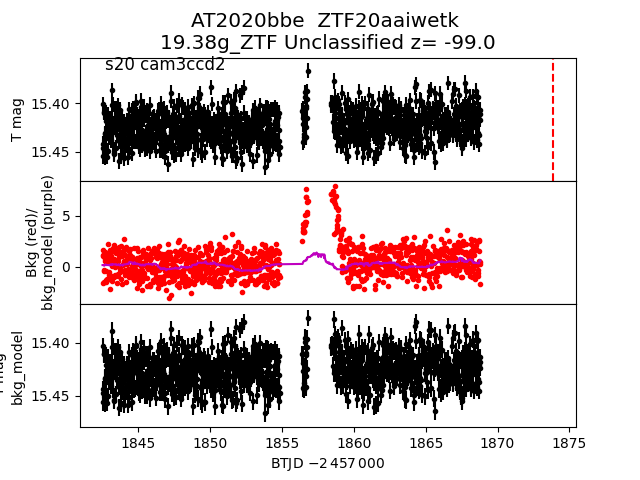 AT2020bbe ZTF20aaiwetk
19.38g_ZTF Unclassified z= -99.0
s20 cam3ccd2
T mag
15.40
15.45
Bkg (red)/
bkg_model (purple)
5
0
bkg_model
15.40
15.45
1845 1850 1855 1860 1865 1870 1875
BTJD −2 457 000